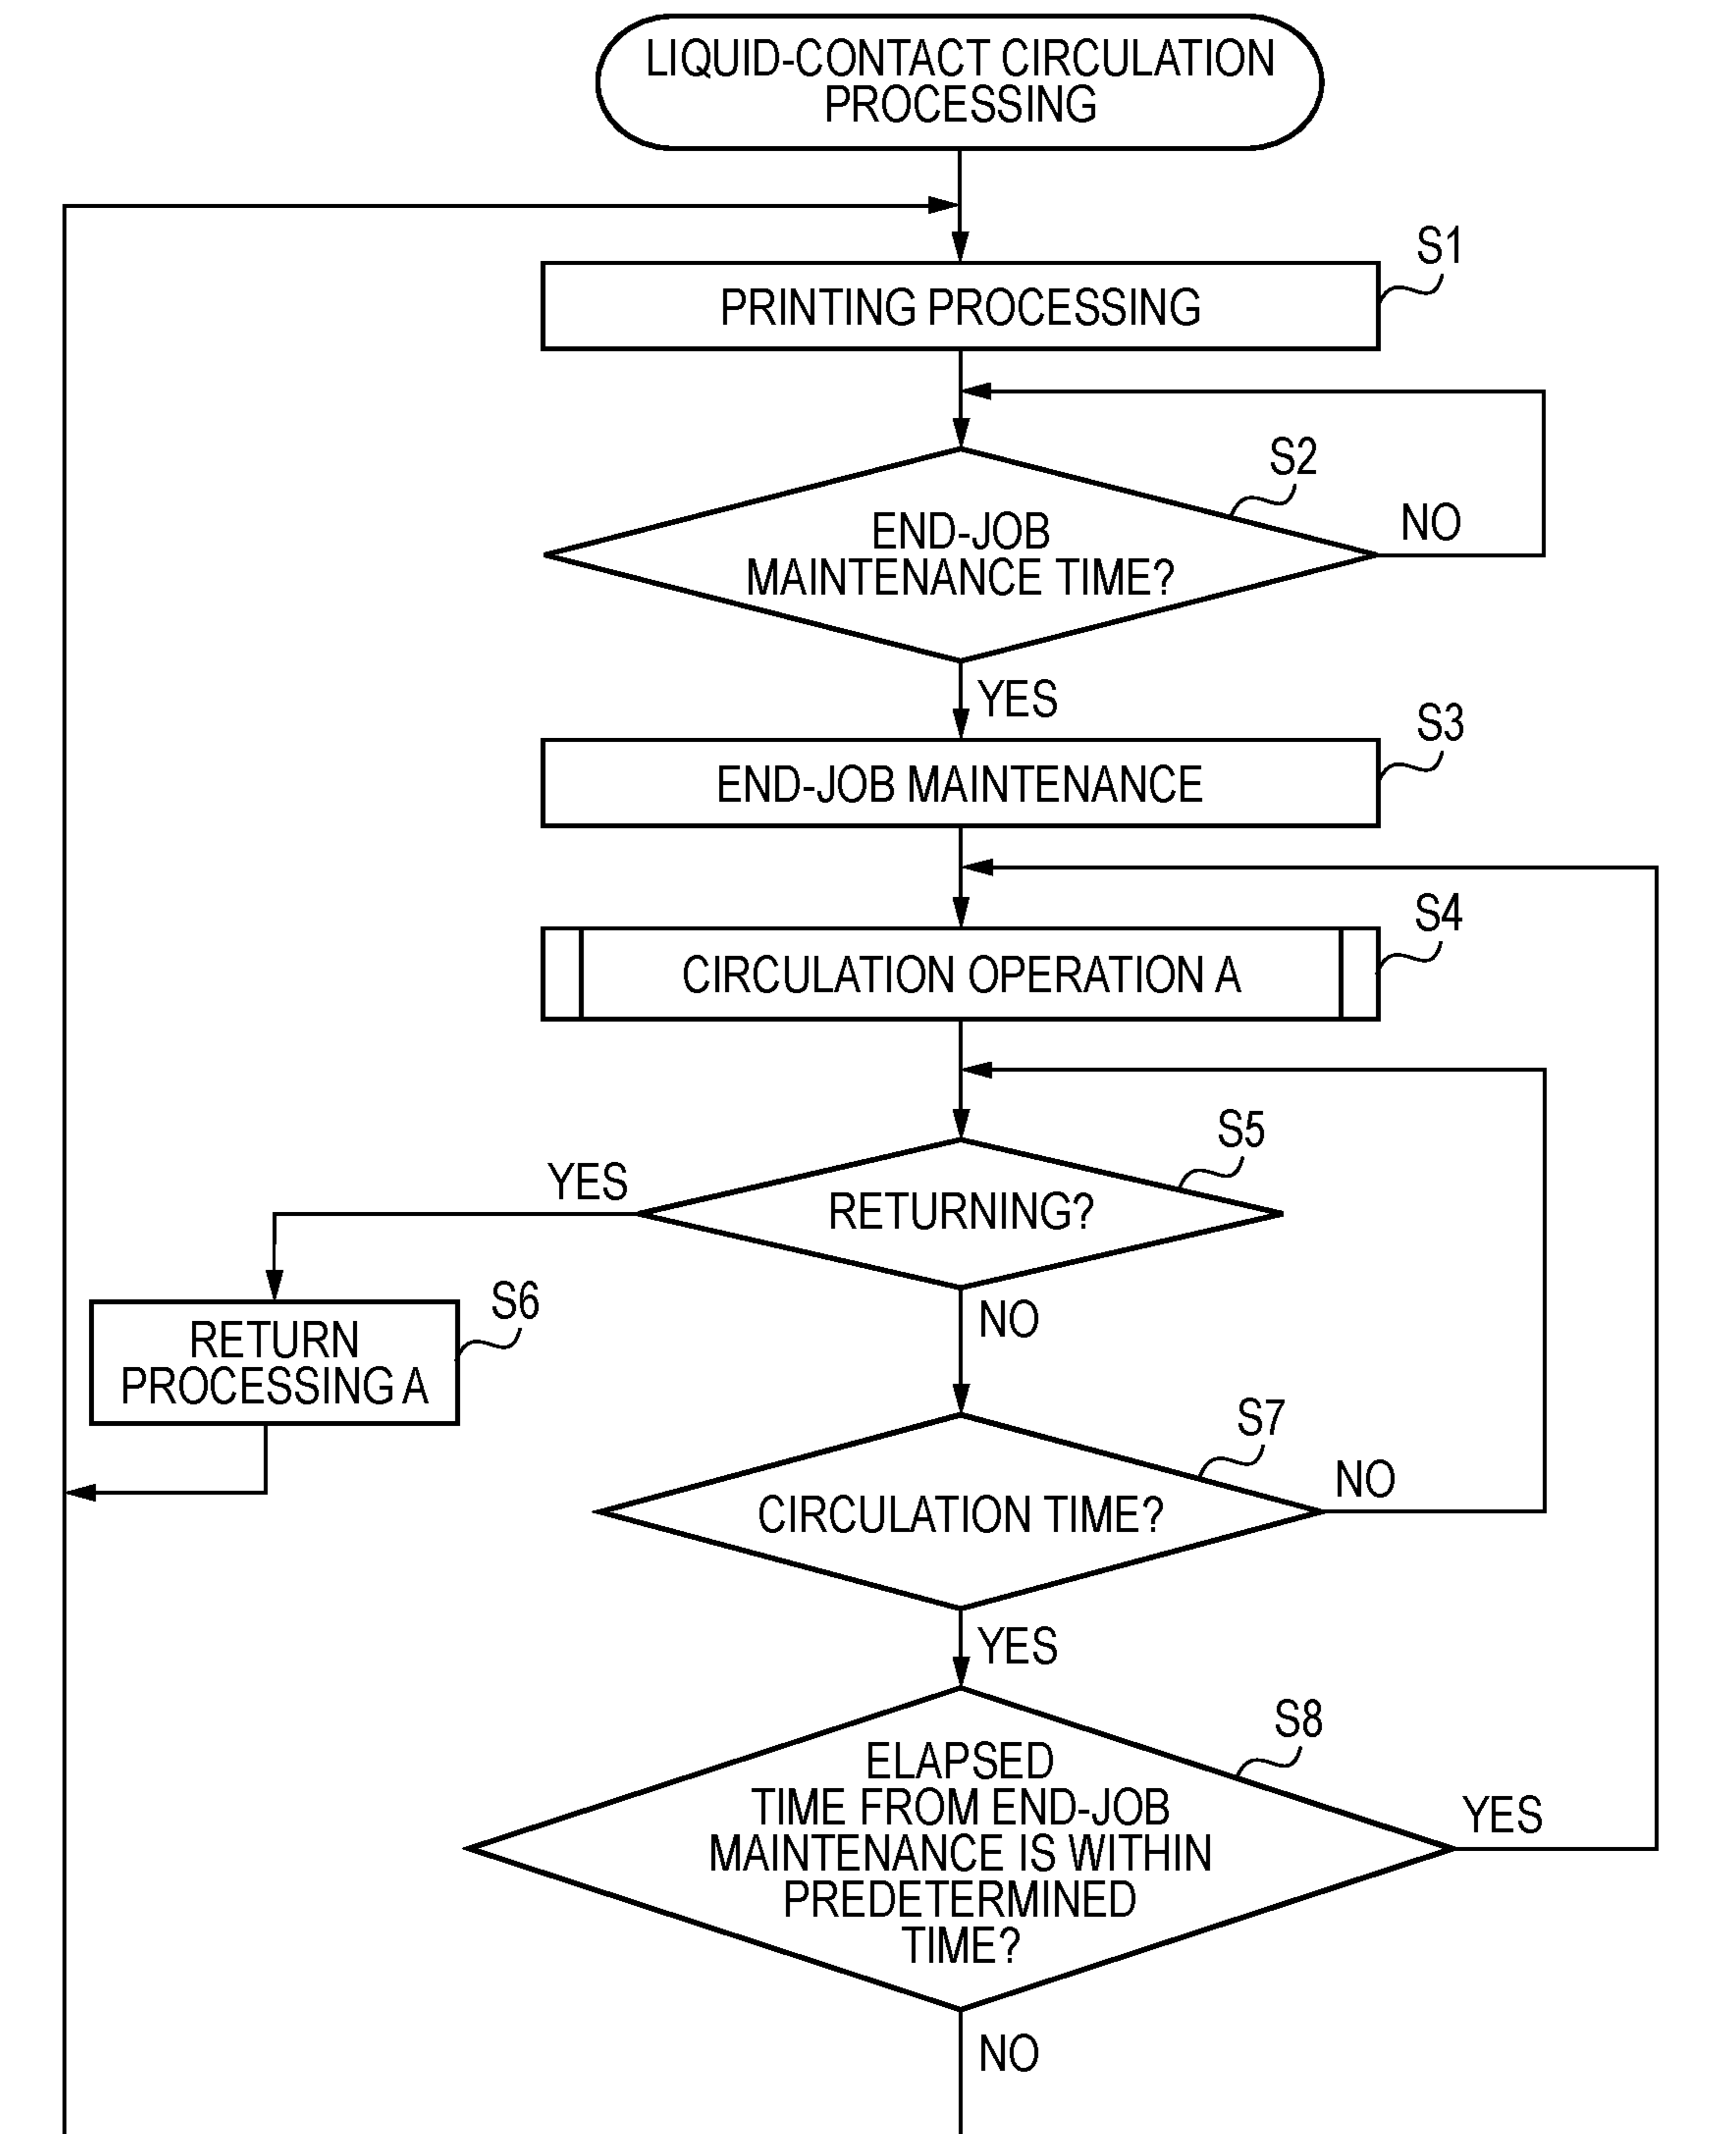 LIQUID-CONTACT CIRCULATION
PROCESSING
S1
PRINTING PROCESSING
S2
END-JOB
MAINTENANCE TIME?
NO
YES
S3
END-JOB MAINTENANCE
S4
CIRCULATION OPERATION A
S5
YES
RETURNING?
NO
S6
RETURN
PROCESSING A
S7
CIRCULATION TIME?
NO
YES
S8
ELAPSED
TIME FROM END-JOB
MAINTENANCE IS WITHIN
PREDETERMINED
TIME?
YES
NO